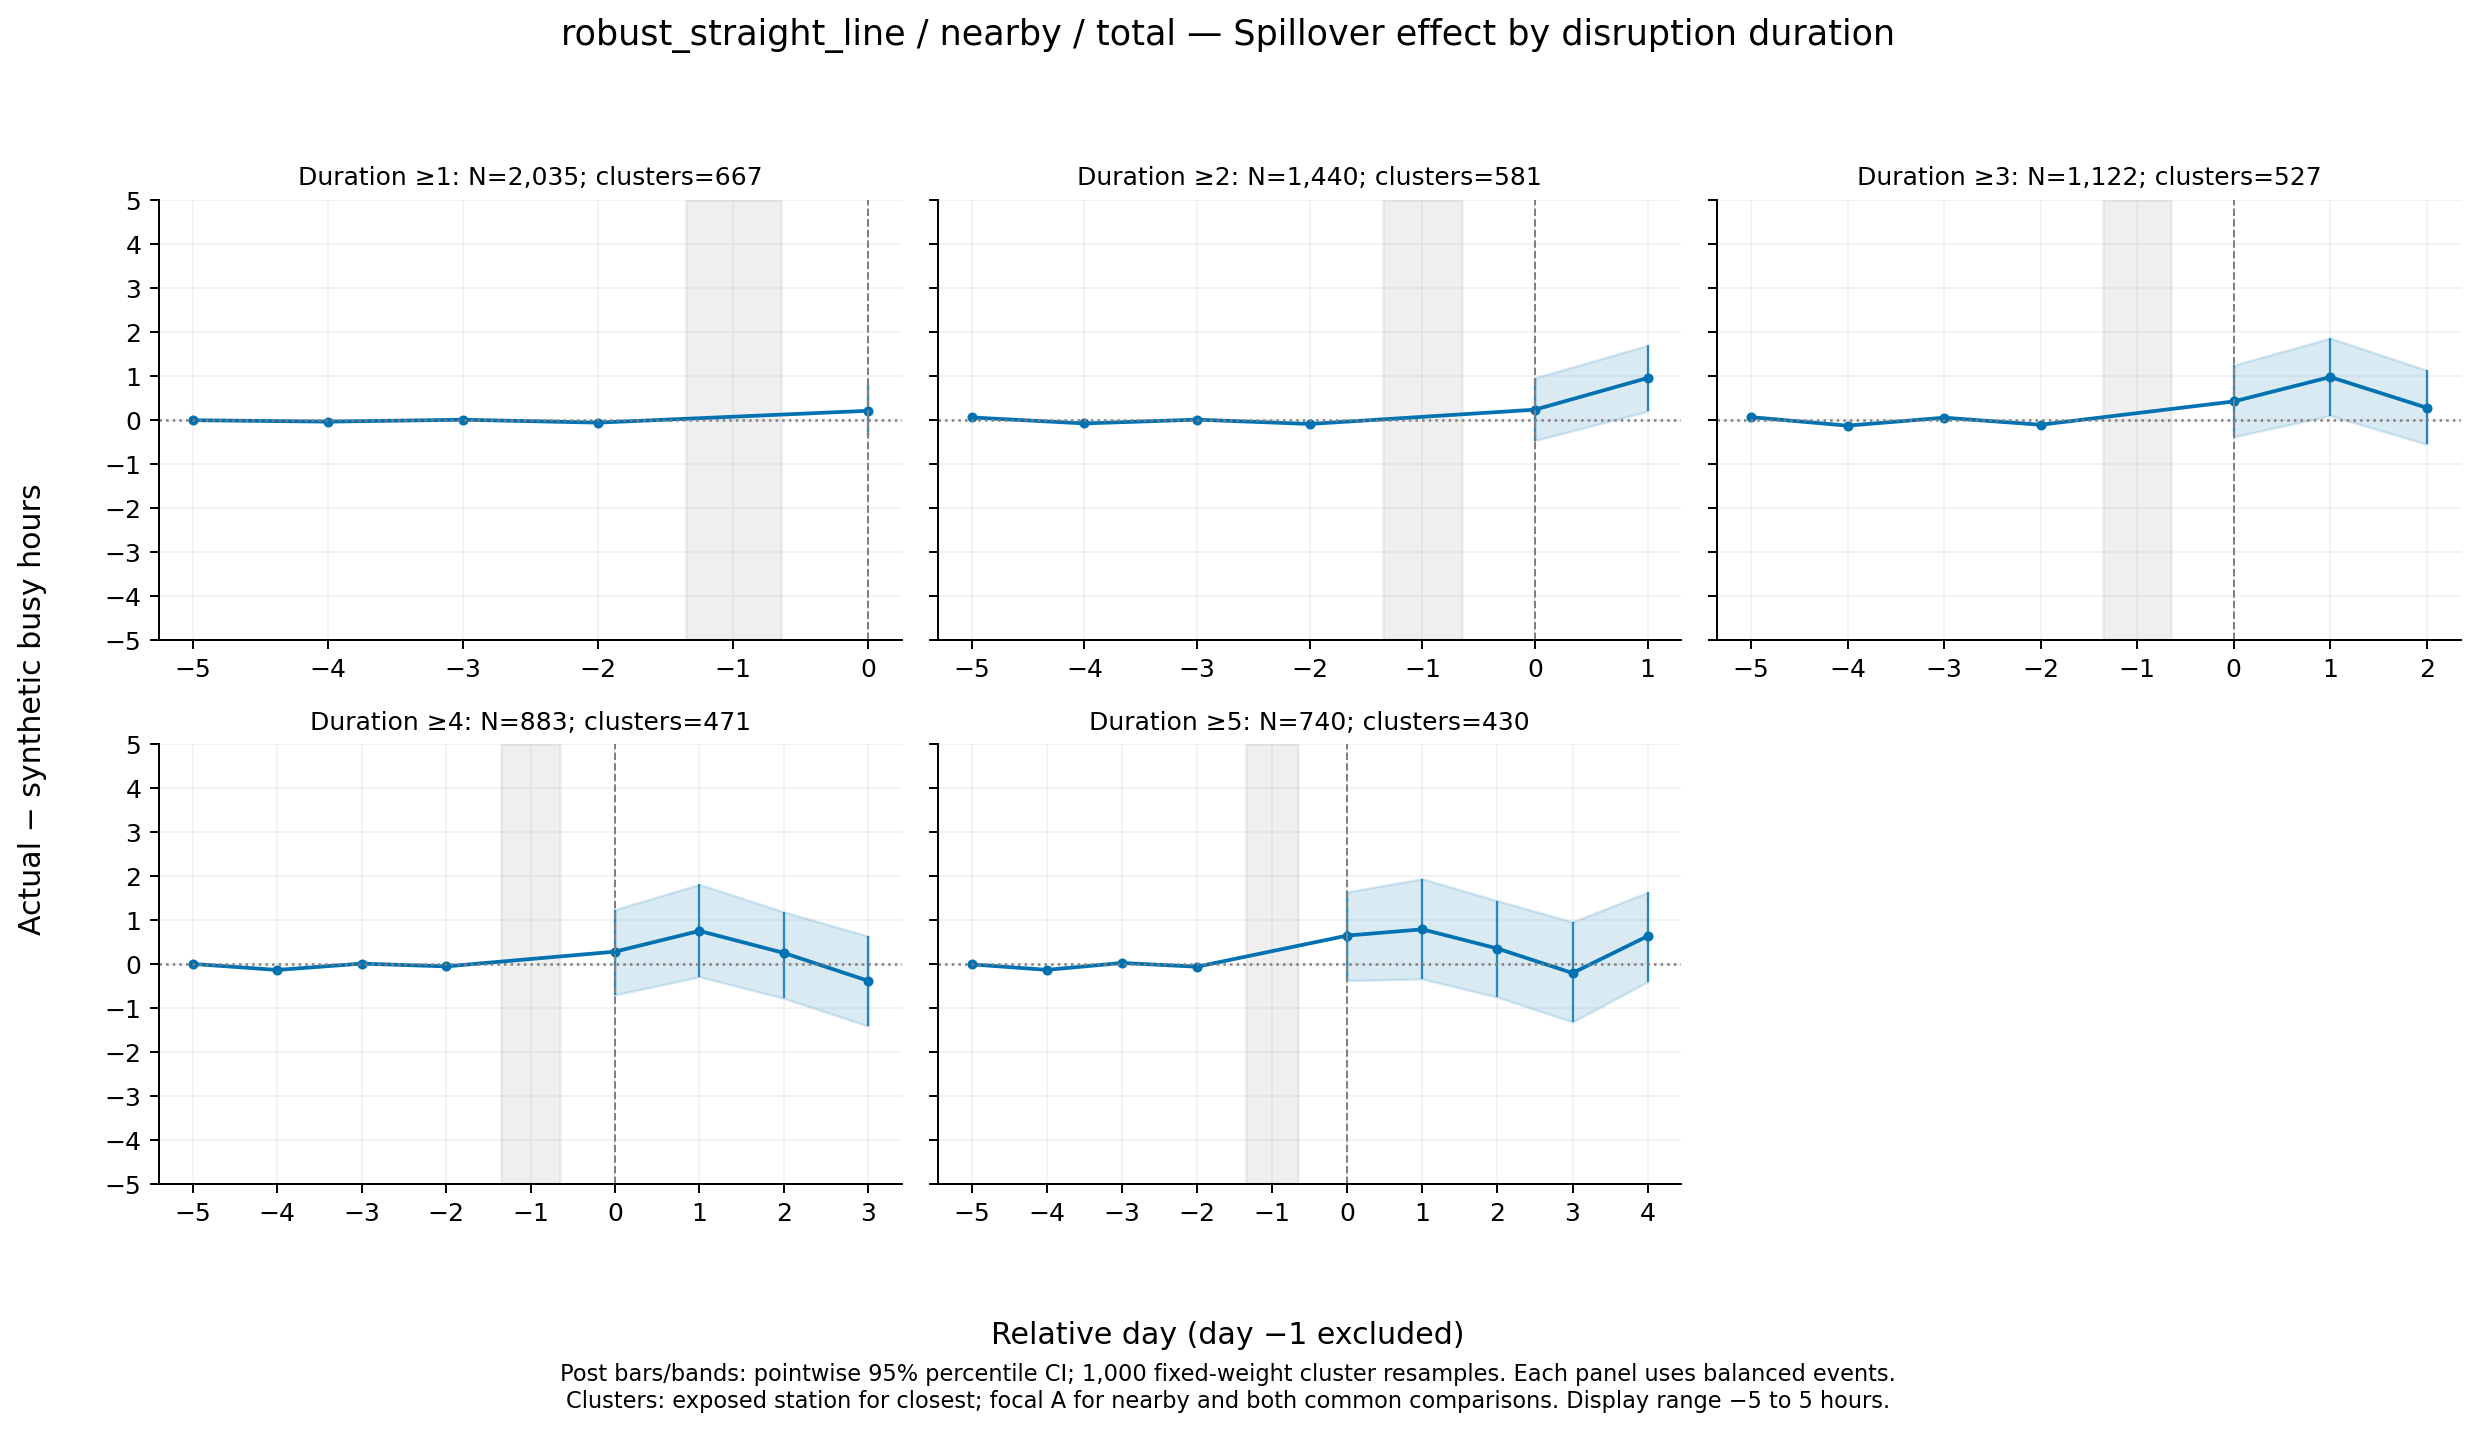 robust_straight_line / nearby / total — Spillover effect by disruption duration
Duration ≥1: N=2,035; clusters=667
Duration ≥2: N=1,440; clusters=581
Duration ≥3: N=1,122; clusters=527
5
4
3
2
1
0
−1
−2
−3
−4
−5
−5 −4 −3 −2 −1 0
−5 −4 −3 −2 −1 0 1
−5 −4 −3 −2 −1 0 1 2
Actual − synthetic busy hours
Duration ≥4: N=883; clusters=471
Duration ≥5: N=740; clusters=430
5
4
3
2
1
0
−1
−2
−3
−4
−5
−5 −4 −3 −2 −1 0 1 2 3
−5 −4 −3 −2 −1 0 1 2 3 4
Relative day (day −1 excluded)
Post bars/bands: pointwise 95% percentile CI; 1,000 fixed-weight cluster resamples. Each panel uses balanced events.
Clusters: exposed station for closest; focal A for nearby and both common comparisons. Display range −5 to 5 hours.